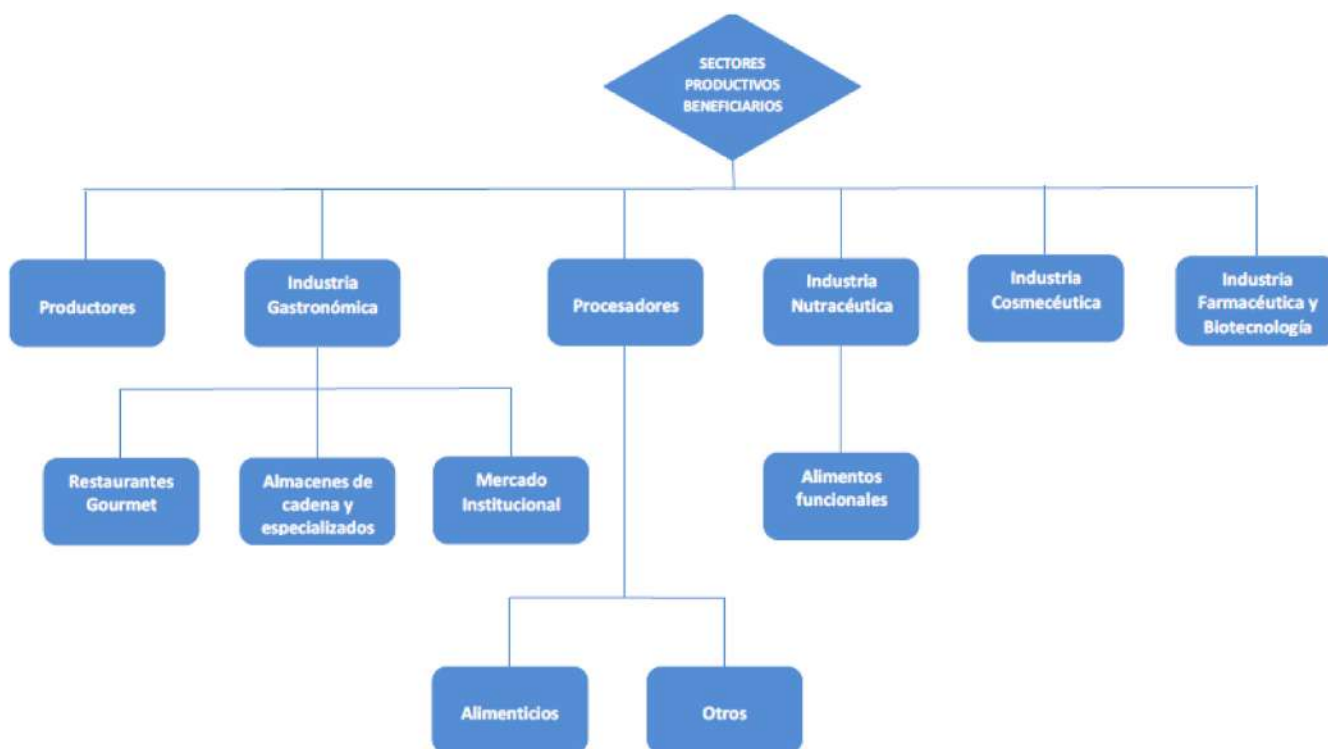 SECTORES
PRODUCTIVOS
BENEFICIARIOS
Productores
Industria
Gastronómica
Procesadores
Industria
Nutracéutica
Industria
Cosmecéutica
Industria
Farmacéutica y
Biotecnología
Restaurantes
Gourmet
Almacenes de
cadena y
especializados
Mercado
Institucional
Alimentos
funcionales
Alimenticios
Otros